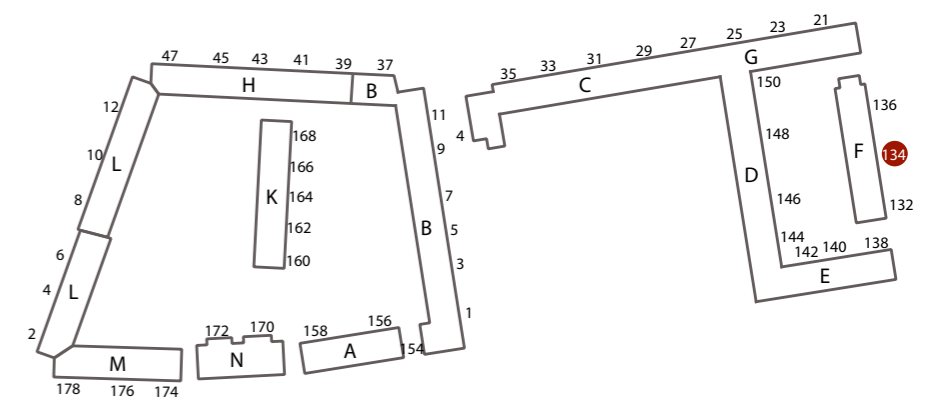 47 45 43 41 39 37
H B
12 10 8 L
6 4 2 L
168 166 164 162 160
K
11 9 7 5 3 1
B
172 170
N
158 156 154
A
M
178 176 174
35 33 31 29 27 25 23 21
C G
4
150 148 146 144 142 140 138
D
E
136 134 132
F